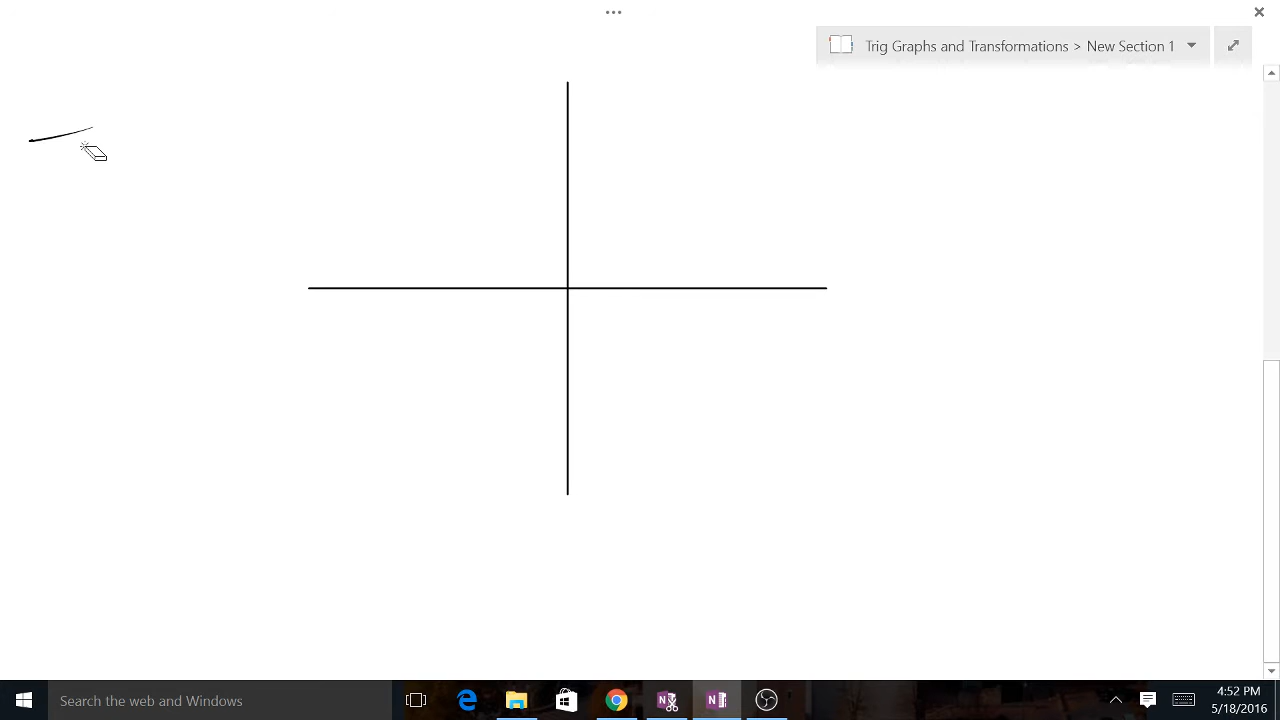 Trig Graphs and Transformations > New Section 1
Search the web and Windows
4:52 PM
5/18/2016